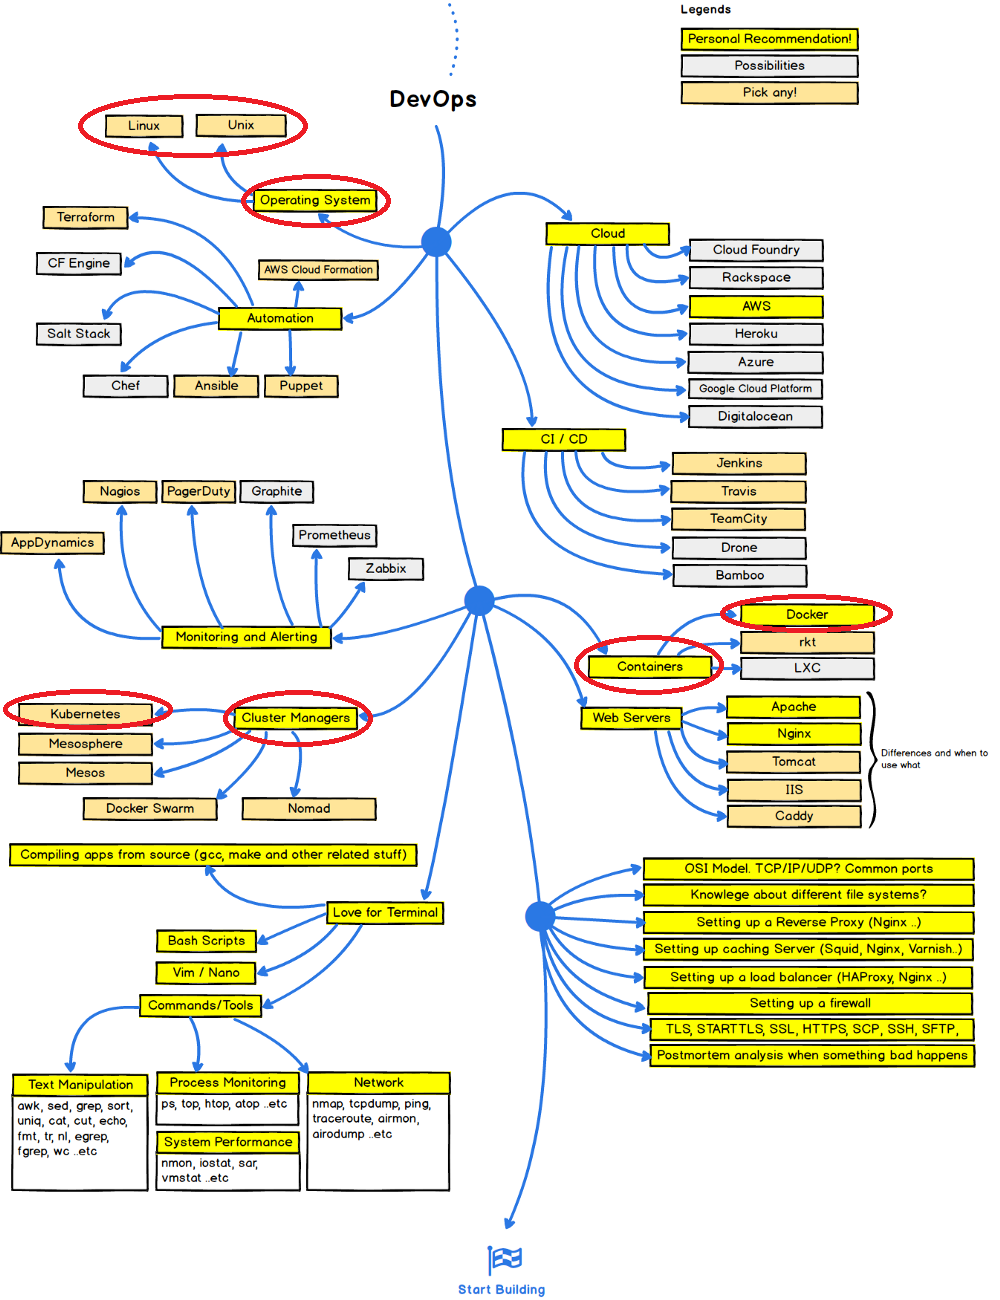 Legends
Personal Recommendation!
Possibilities
Pick any!
DevOps
Linux
Unix
Operating System
Terraform
CF Engine
AWS Cloud Formation
Automation
Salt Stack
Chef
Ansible
Puppet
Cloud
Cloud Foundry
Rackspace
AWS
Heroku
Azure
Google Cloud Platform
Digitalocean
CI / CD
Jenkins
Travis
TeamCity
Drone
Bamboo
Nagios
PagerDuty
Graphite
AppDynamics
Prometheus
Zabbix
Monitoring and Alerting
Docker
rkt
LXC
Containers
Kubernetes
Cluster Managers
Mesosphere
Mesos
Docker Swarm
Nomad
Web Servers
Apache
Nginx
Tomcat
IIS
Caddy
Differences and when to
use what
Compiling apps from source (gcc, make and other related stuff)
Love for Terminal
Bash Scripts
Vim / Nano
Commands/Tools
OSI Model. TCP/IP/UDP? Common ports
Knowlege about different file systems?
Setting up a Reverse Proxy (Nginx ..)
Setting up caching Server (Squid, Nginx, Varnish..)
Setting up a load balancer (HAProxy, Nginx ..)
Setting up a firewall
TLS, STARTTLS, SSL, HTTPS, SCP, SSH, SFTP,
Postmortem analysis when something bad happens
Text Manipulation
awk, sed, grep, sort,
uniq, cat, cut, echo,
fmt, tr, nl, egrep,
fgrep, wc ..etc
Process Monitoring
ps, top, htop, atop ..etc
System Performance
nmon, iostat, sar,
vmstat ..etc
Network
nmap, tcpdump, ping,
traceroute, airmon,
airodump ..etc
Start Building